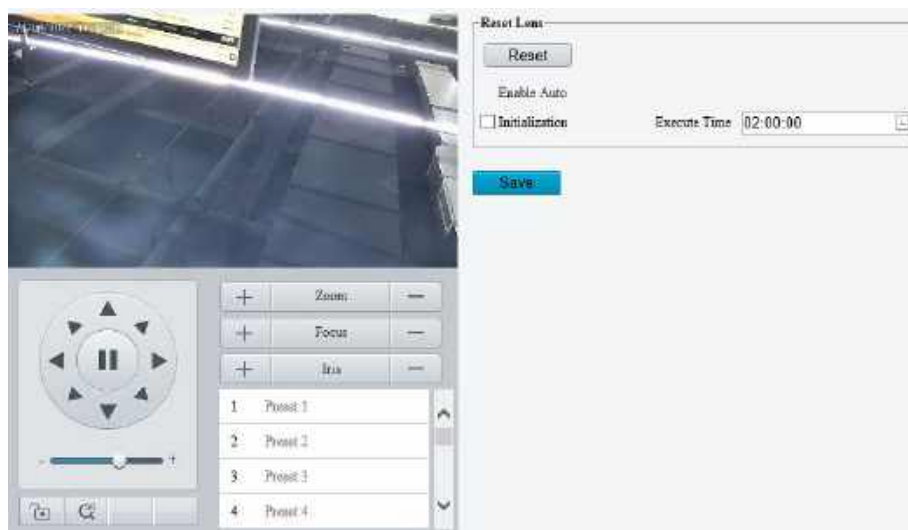 Reset Lens
Reset
Enable Auto
Initialization Execute Time 02:00:00
Save
+ Zoom −
+ Focus −
+ Iris −
1 Preset 1
2 Preset 2
3 Preset 3
4 Preset 4
- +